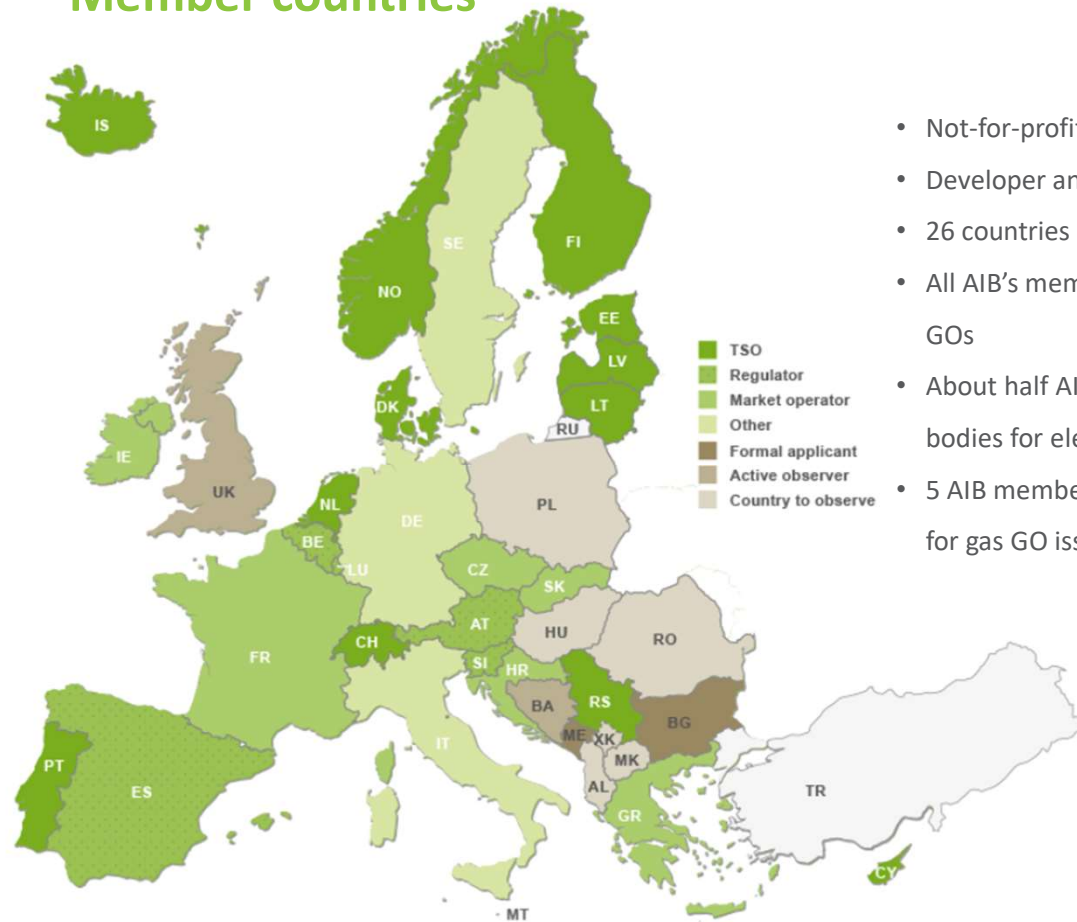 Member countries
• Not-for-profit
• Developer an
• 26 countries
• All AIB's mem
GOs
• About half AI
bodies for ele
• 5 AIB membe
for gas GO iss
TSO
Regulator
Market operator
Other
Formal applicant
Active observer
Country to observe
IS
SE
FI
NO
EE
LV
DK
LT
RU
IE
UK
NL
PL
DE
BE
LU
CZ
SK
AT
HU
CH
RO
FR
SI
HR
BA
RS
BG
ME
XK
IT
MK
PT
AL
TR
ES
GR
CY
MT